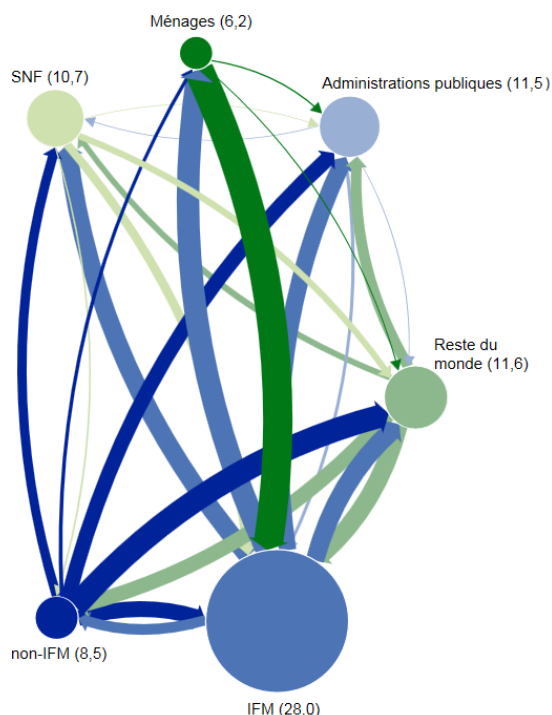 Ménages (6,2)
SNF (10,7)
Administrations publiques (11,5)
Reste du
monde (11,6)
non-IFM (8,5)
IFM (28.0)